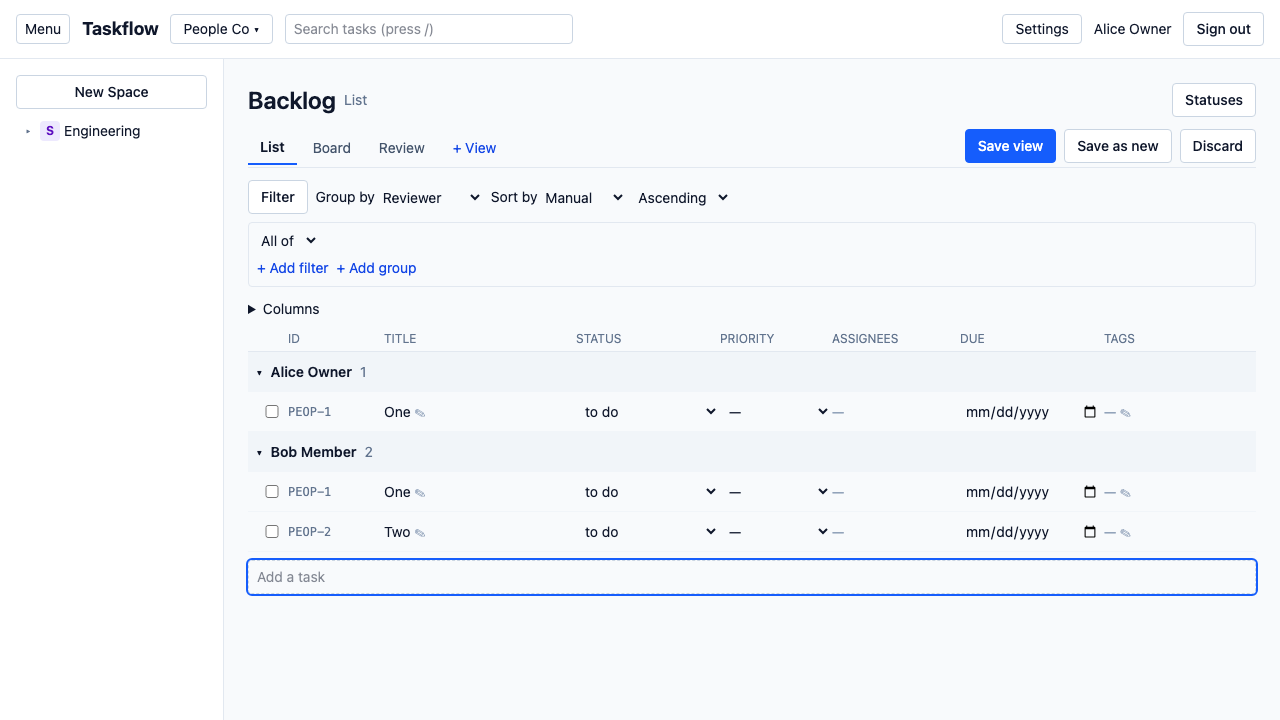 Menu Taskflow People Co ▾ Search tasks (press /) Settings Alice Owner Sign out
New Space
▸ S Engineering
Backlog List Statuses
List Board Review + View Save view Save as new Discard
Filter Group by Reviewer Sort by Manual Ascending
All of
+ Add filter + Add group
▶ Columns
ID TITLE STATUS PRIORITY ASSIGNEES DUE TAGS
▾ Alice Owner 1
PEOP-1 One ✎ to do — — mm/dd/yyyy — ✎
▾ Bob Member 2
PEOP-1 One ✎ to do — — mm/dd/yyyy — ✎
PEOP-2 Two ✎ to do — — mm/dd/yyyy — ✎
Add a task